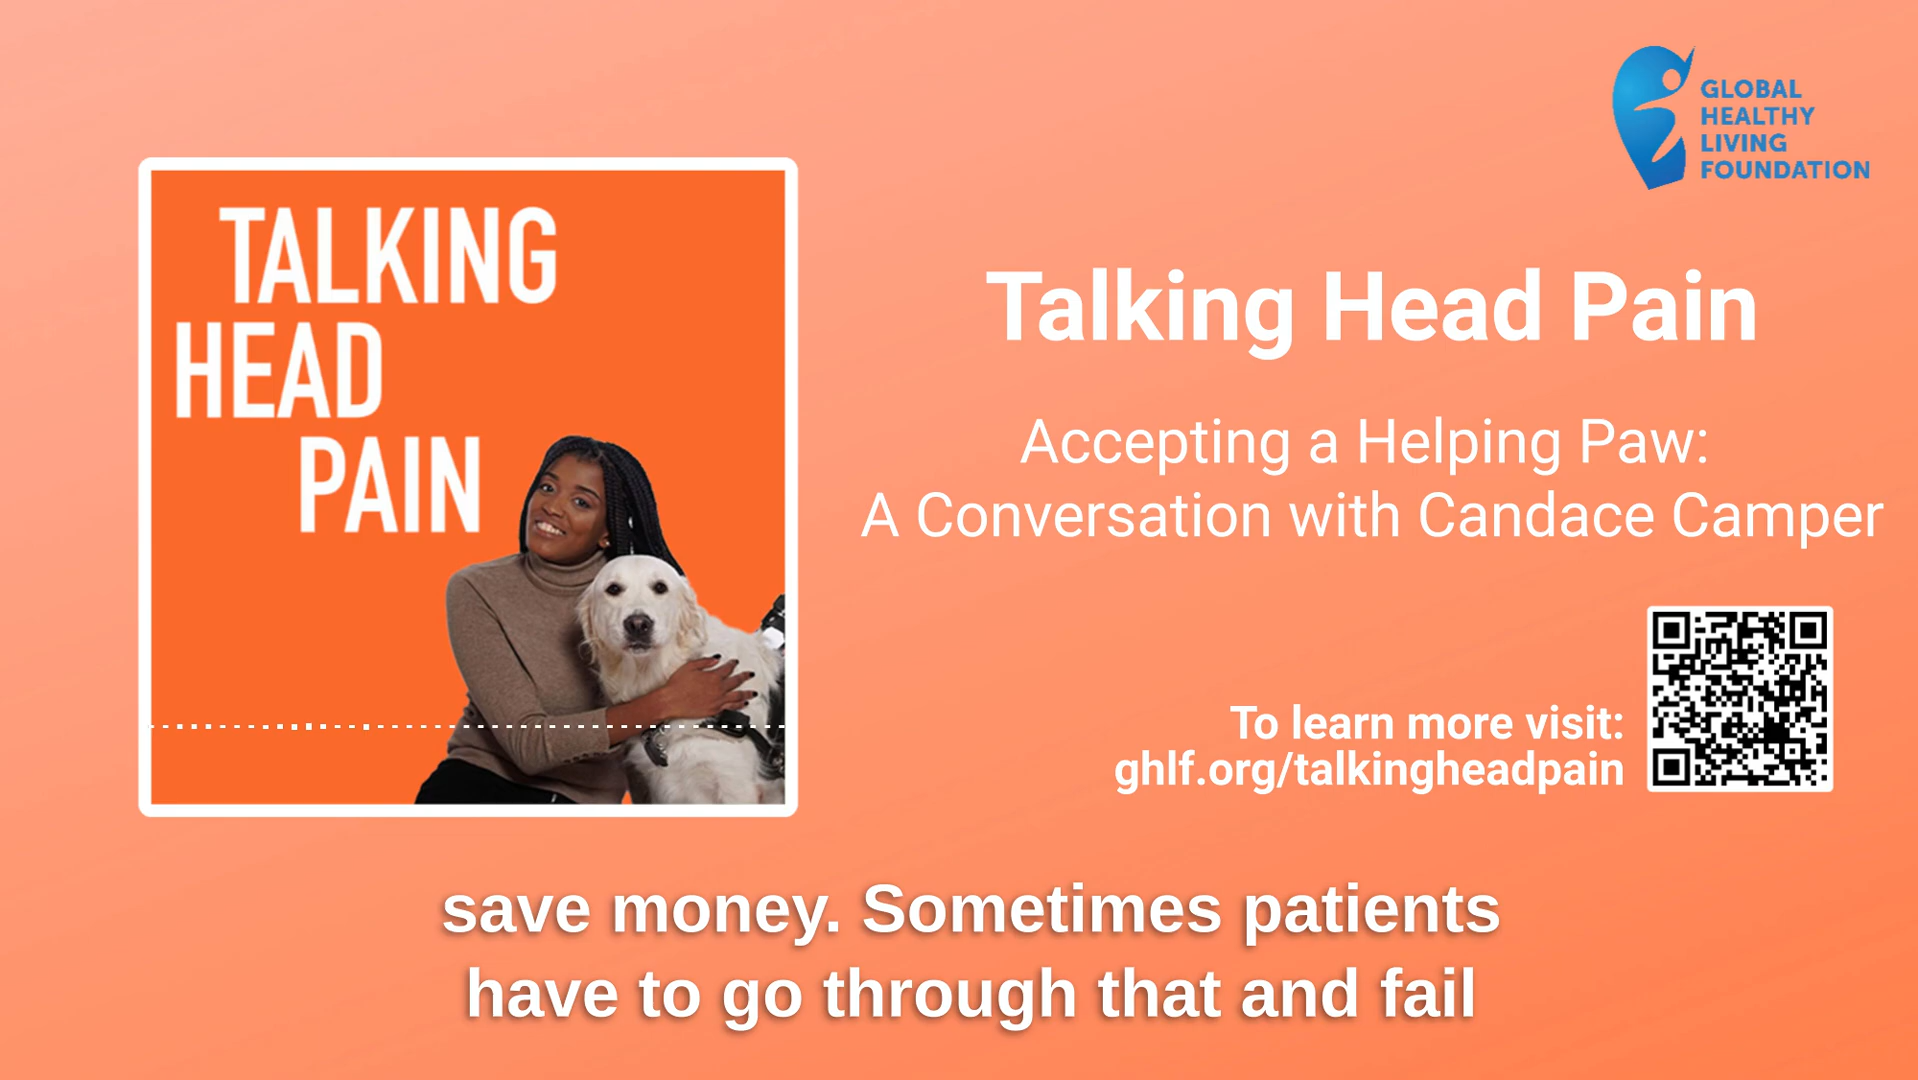 GLOBAL
HEALTHY
LIVING
FOUNDATION
TALKING
HEAD
PAIN
Talking Head Pain
Accepting a Helping Paw:
A Conversation with Candace Camper
To learn more visit:
ghlf.org/talkingheadpain
save money. Sometimes patients
have to go through that and fail